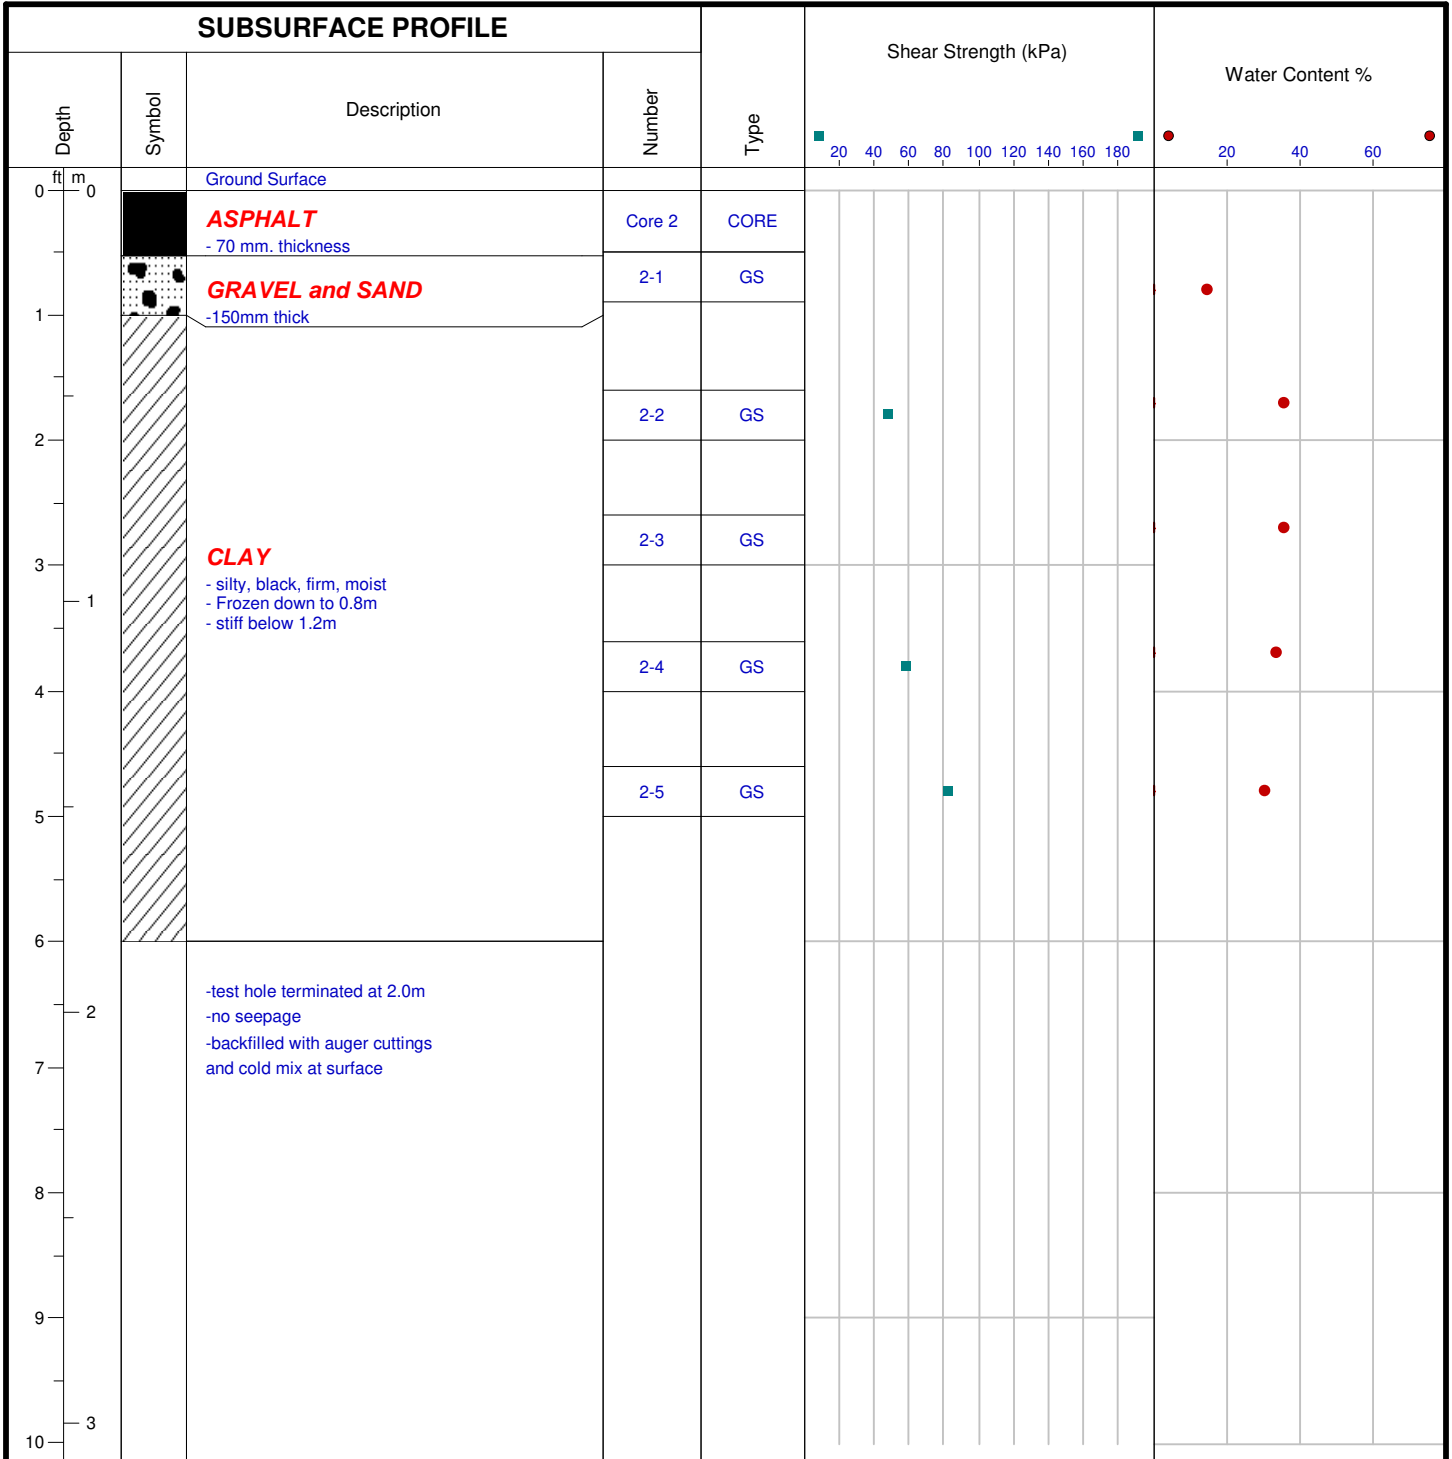 SUBSURFACE PROFILE
Depth
Symbol
Description
Number
Type
Shear Strength (kPa)
20 40 60 80 100 120 140 160 180
Water Content %
20 40 60
ft m
Ground Surface
0 0
ASPHALT
- 70 mm. thickness
Core 2 CORE
GRAVEL and SAND
-150mm thick
2-1 GS
1
2-2 GS
2
2-3 GS
CLAY
- silty, black, firm, moist
- Frozen down to 0.8m
- stiff below 1.2m
3
1
2-4 GS
4
2-5 GS
5
6
-test hole terminated at 2.0m
-no seepage
-backfilled with auger cuttings
and cold mix at surface
2
7
8
9
3
10